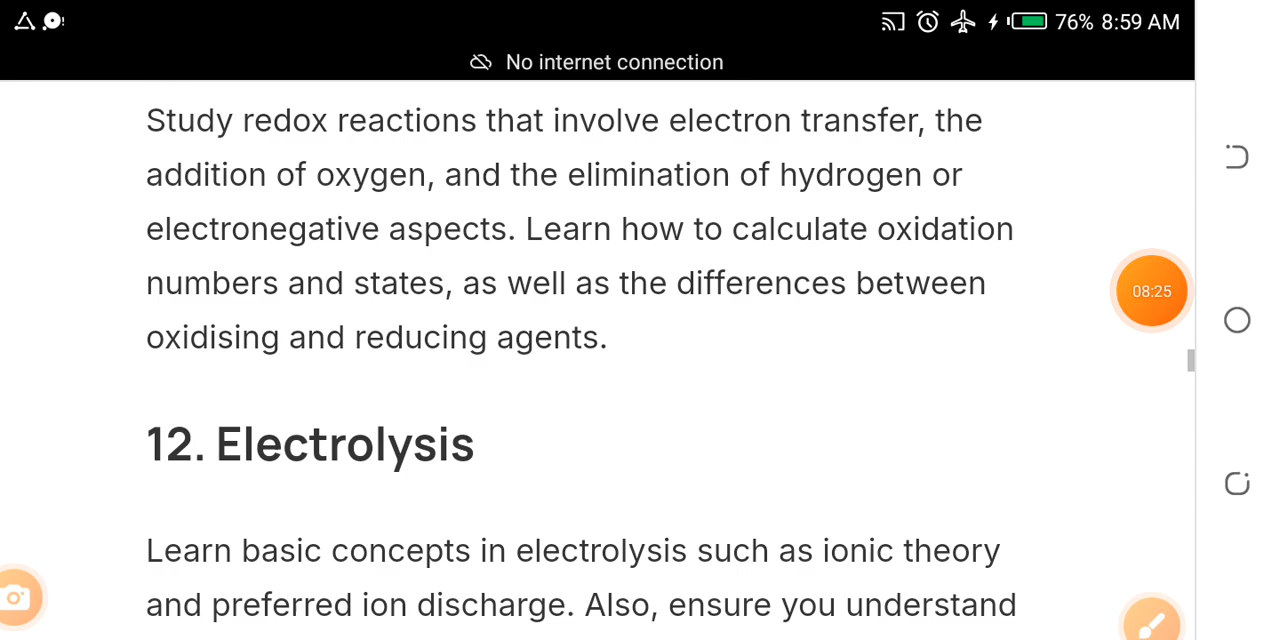 76% 8:59 AM
No internet connection
Study redox reactions that involve electron transfer, the
addition of oxygen, and the elimination of hydrogen or
electronegative aspects. Learn how to calculate oxidation
numbers and states, as well as the differences between
oxidising and reducing agents.
08:25
12. Electrolysis
Learn basic concepts in electrolysis such as ionic theory
and preferred ion discharge. Also, ensure you understand